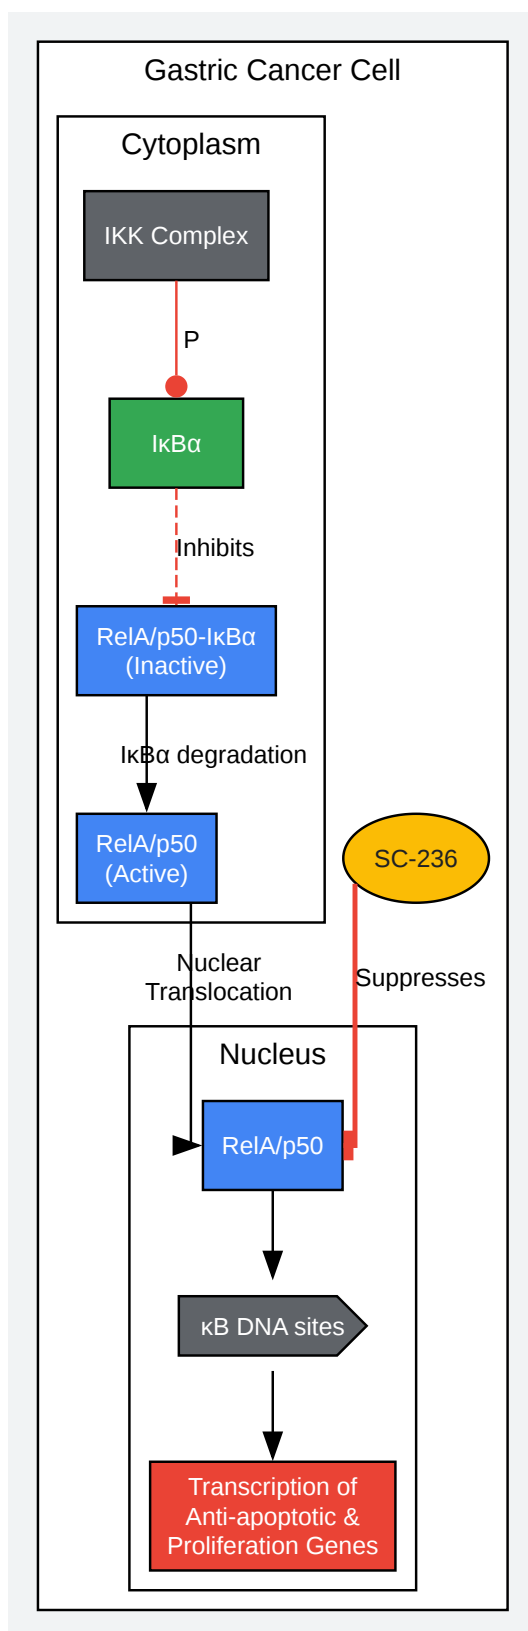 Gastric Cancer Cell
Cytoplasm
IKK Complex
P
IκBα
Inhibits
RelA/p50-IκBα
(Inactive)
IκBα degradation
RelA/p50
(Active)
SC-236
Nuclear
Translocation
Suppresses
Nucleus
RelA/p50
κB DNA sites
Transcription of
Anti-apoptotic &
Proliferation Genes